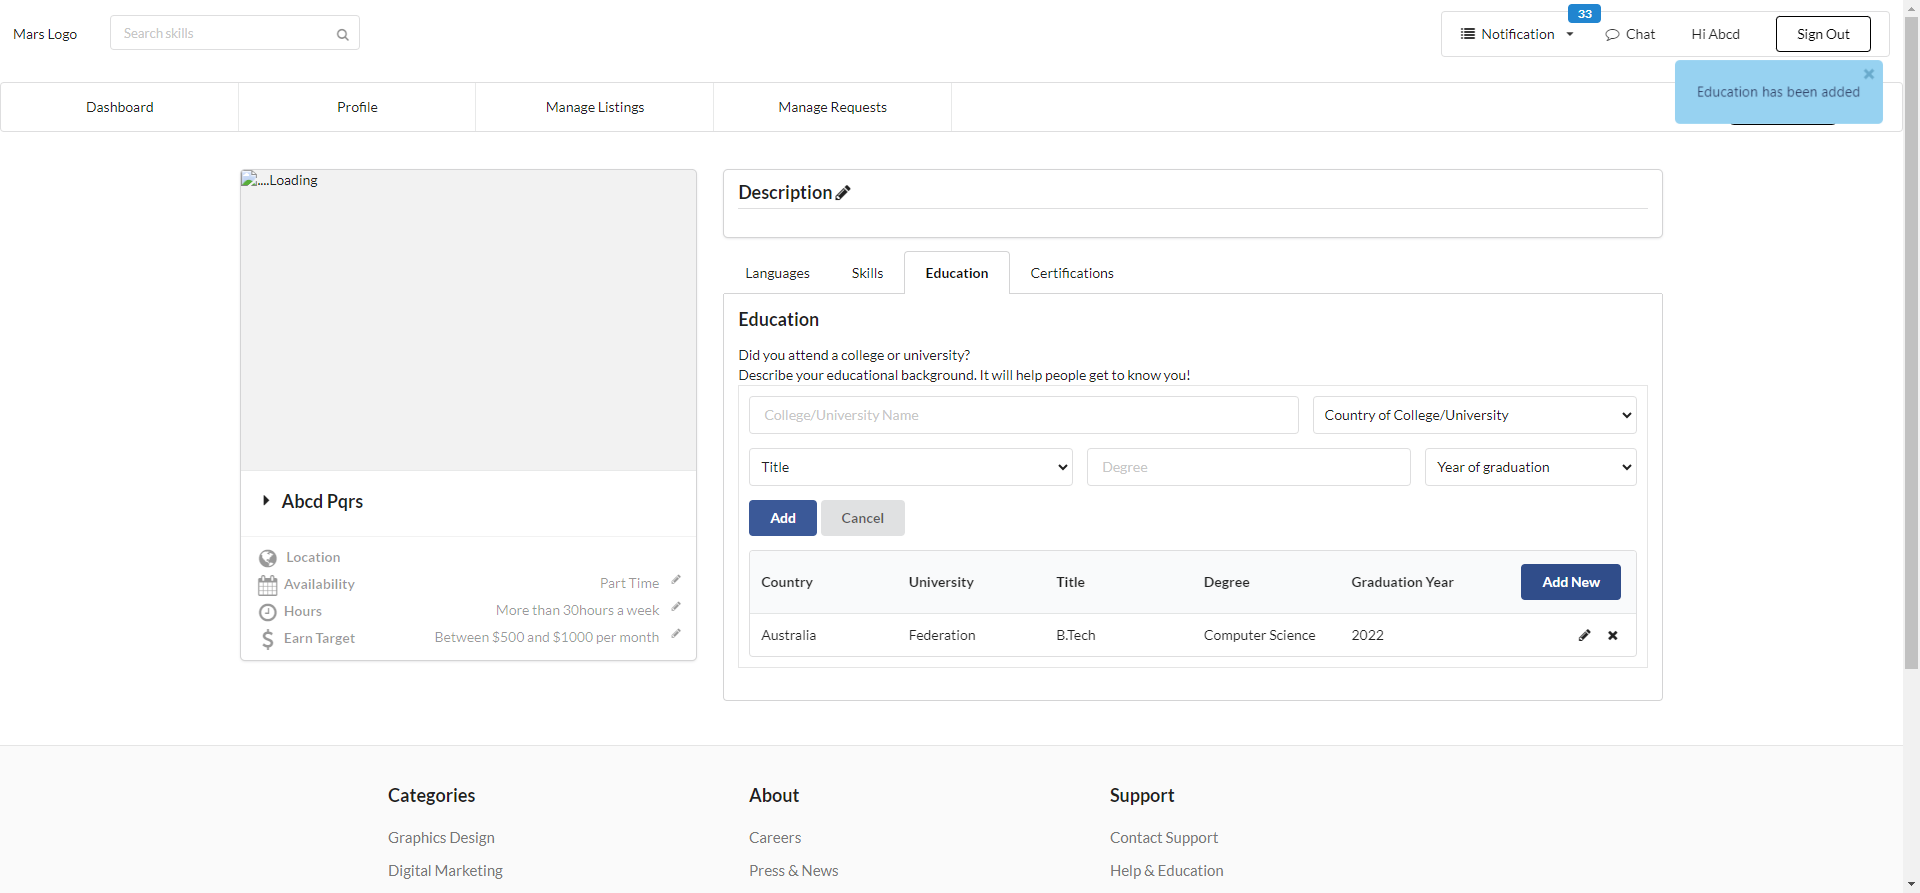 Mars Logo
Search skills
33
Notification
Chat
Hi Abcd
Sign Out
Education has been added
Dashboard
Profile
Manage Listings
Manage Requests
....Loading
Abcd Pqrs
Location
Availability
Part Time
Hours
More than 30hours a week
Earn Target
Between $500 and $1000 per month
Description
Languages
Skills
Education
Certifications
Education
Did you attend a college or university?
Describe your educational background. It will help people get to know you!
College/University Name
Country of College/University
Title
Degree
Year of graduation
Add
Cancel
Country University Title Degree Graduation Year Add New
Australia Federation B.Tech Computer Science 2022
Categories
Graphics Design
Digital Marketing
About
Careers
Press & News
Support
Contact Support
Help & Education